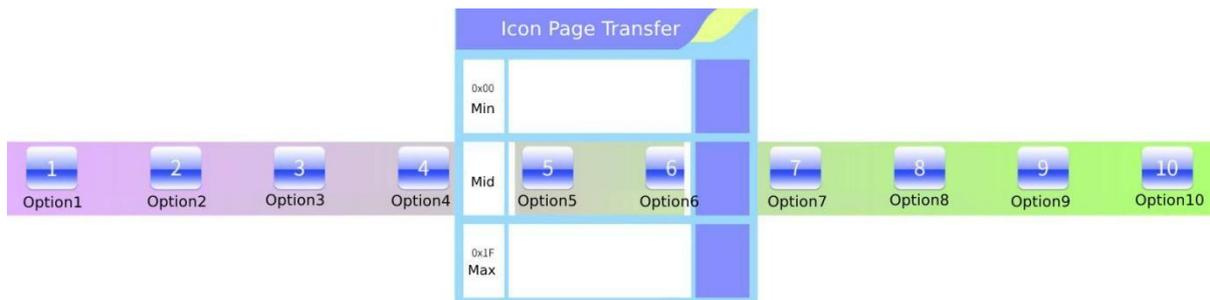 Icon Page Transfer
0x00
Min
1 2 3 4 5 6 7 8 9 10
Mid
Option1 Option2 Option3 Option4 Option5 Option6 Option7 Option8 Option9 Option10
0x1F
Max